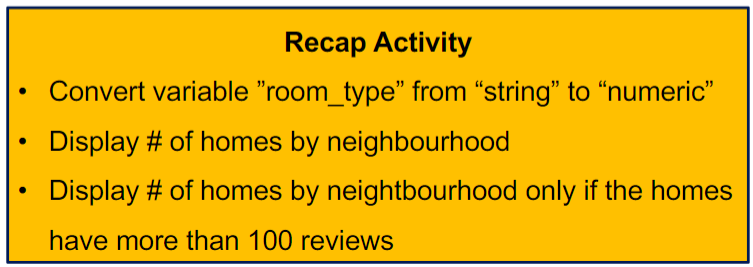 Recap Activity
• Convert variable ”room_type” from “string” to “numeric”
• Display # of homes by neighbourhood
• Display # of homes by neightbourhood only if the homes
have more than 100 reviews